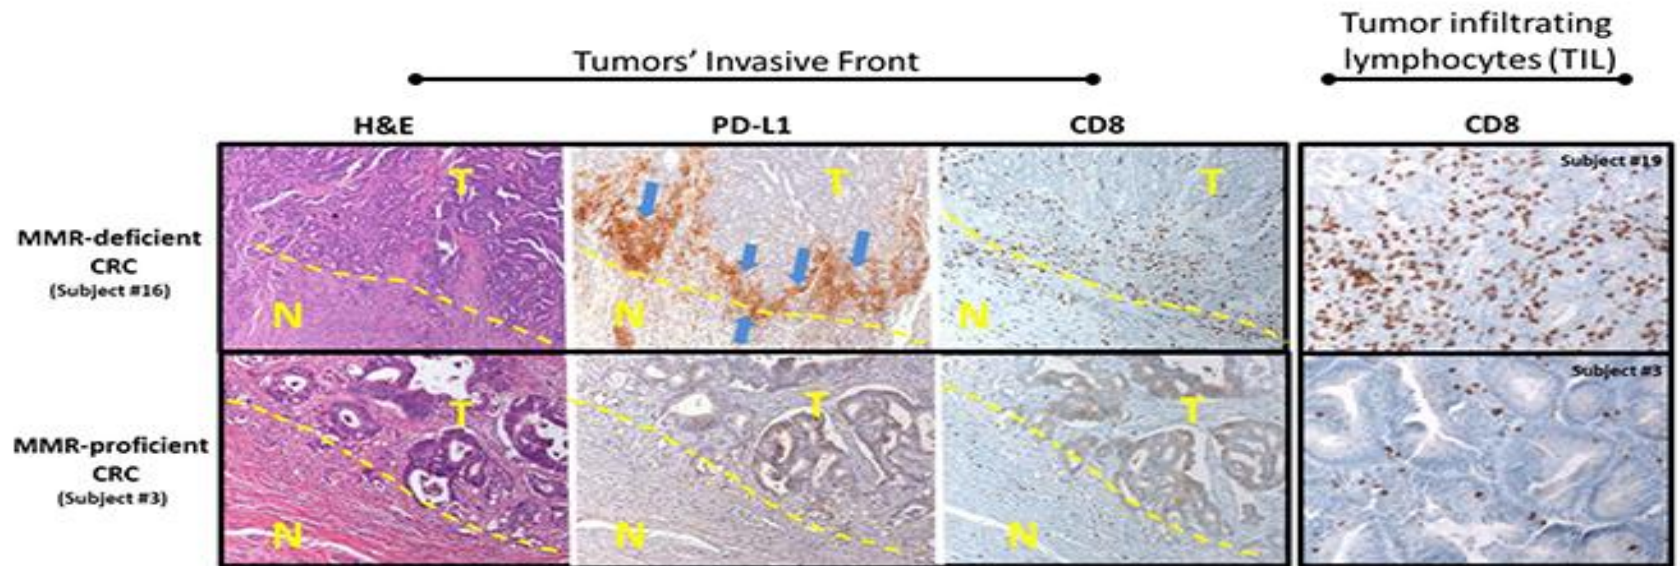 Tumors' Invasive Front
Tumor infiltrating
lymphocytes (TIL)
H&E
PD-L1
CD8
CD8
MMR-deficient
CRC
(Subject #16)
T
N
T
N
T
N
Subject #19
MMR-proficient
CRC
(Subject #3)
T
N
T
N
T
N
Subject #3